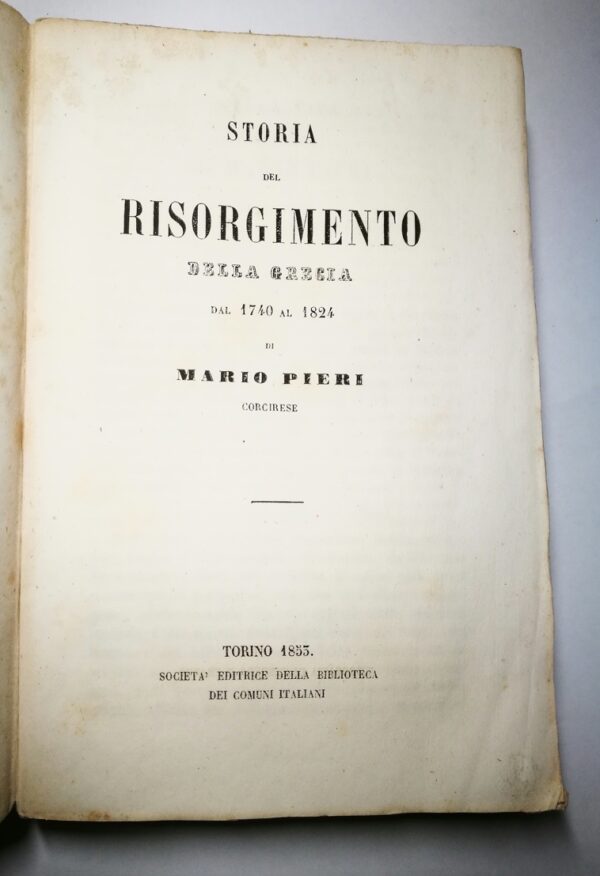 STORIA
DEL
RISORGIMENTO
DELLA GRECIA
DAL 1740 AL 1824
DI
MARIO PIERI
CORCIRESE
TORINO 1853.
SOCIETA' EDITRICE DELLA BIBLIOTECA
DEI COMUNI ITALIANI